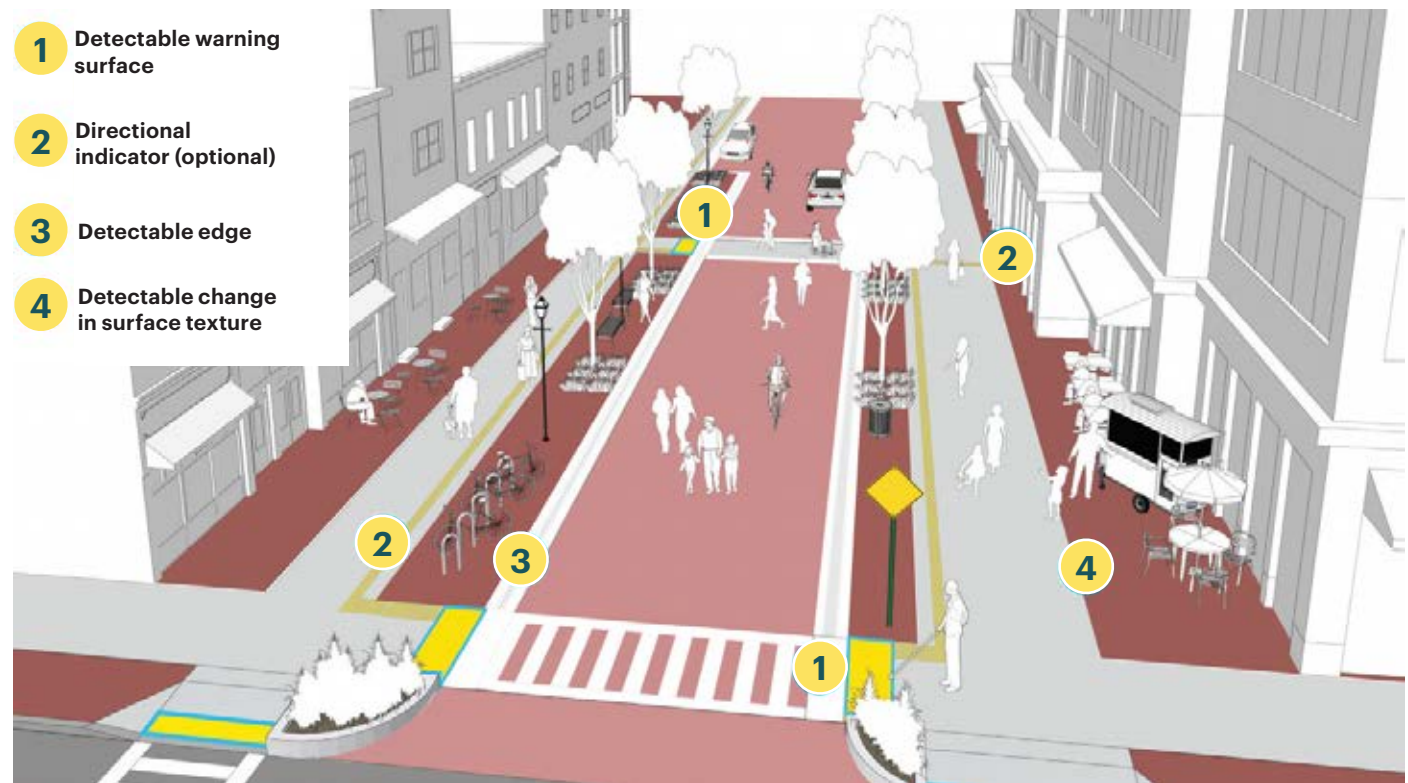 1 Detectable warning
surface
2 Directional
indicator (optional)
3 Detectable edge
4 Detectable change
in surface texture
1
2
2
3
4
1